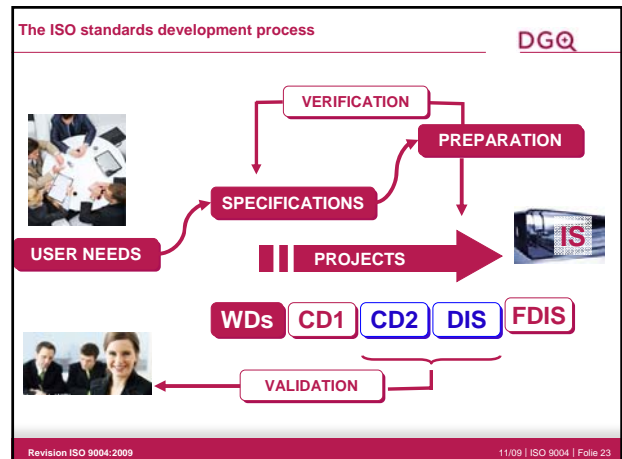 The ISO standards development process
DGQ
VERIFICATION
PREPARATION
SPECIFICATIONS
IS
USER NEEDS
PROJECTS
WDs CD1 CD2 DIS FDIS
VALIDATION
Revision ISO 9004:2009
11/09 | ISO 9004 | Folie 23